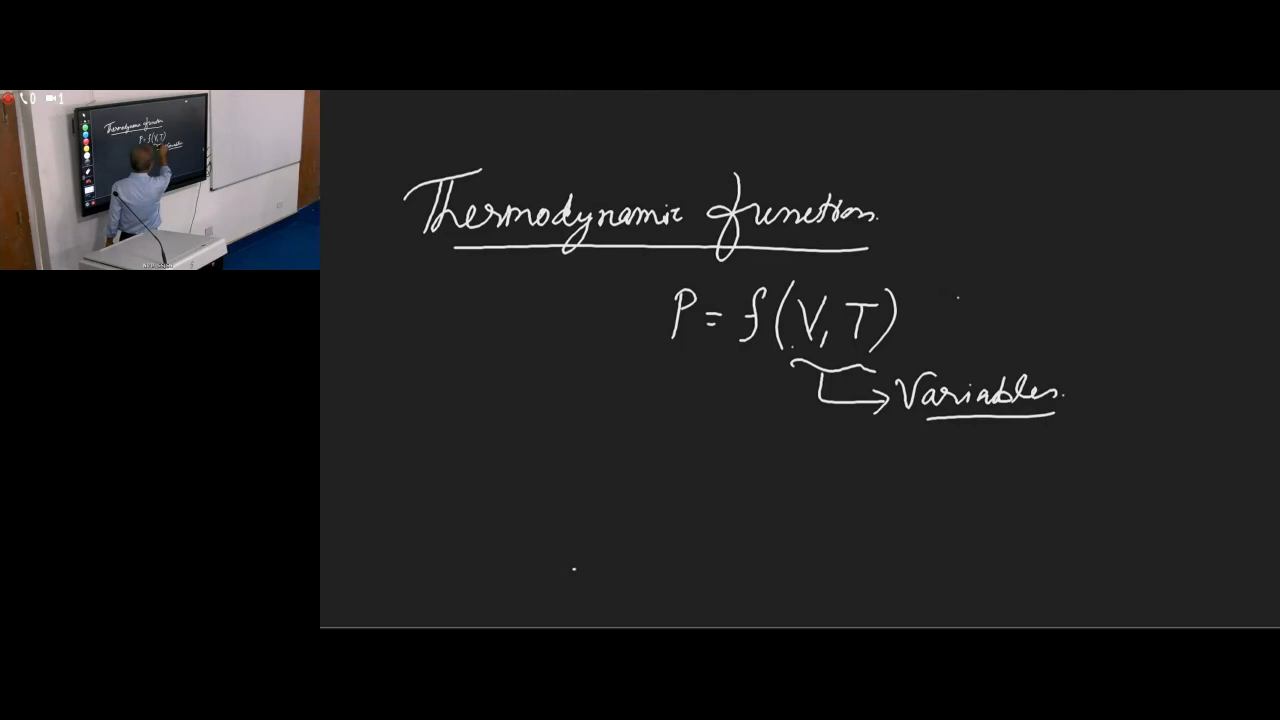 Thermodynamic function.
P = f(V, T)
Variables.